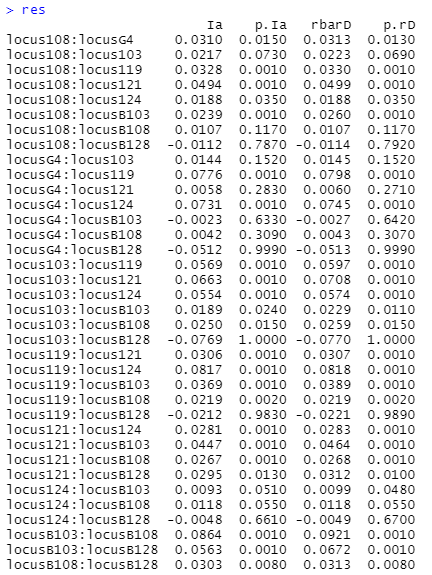 > res
Ia p.Ia rbarD p.rD
locus108:locusG4 0.0310 0.0150 0.0313 0.0130
locus108:locus103 0.0217 0.0730 0.0223 0.0690
locus108:locus119 0.0328 0.0010 0.0330 0.0010
locus108:locus121 0.0494 0.0010 0.0499 0.0010
locus108:locus124 0.0188 0.0350 0.0188 0.0350
locus108:locusB103 0.0239 0.0010 0.0260 0.0010
locus108:locusB108 0.0107 0.1170 0.0107 0.1170
locus108:locusB128 -0.0112 0.7870 -0.0114 0.7920
locusG4:locus103 0.0144 0.1520 0.0145 0.1520
locusG4:locus119 0.0776 0.0010 0.0798 0.0010
locusG4:locus121 0.0058 0.2830 0.0060 0.2710
locusG4:locus124 0.0731 0.0010 0.0745 0.0010
locusG4:locusB103 -0.0023 0.6330 -0.0027 0.6420
locusG4:locusB108 0.0042 0.3090 0.0043 0.3070
locusG4:locusB128 -0.0512 0.9990 -0.0513 0.9990
locus103:locus119 0.0569 0.0010 0.0597 0.0010
locus103:locus121 0.0663 0.0010 0.0708 0.0010
locus103:locus124 0.0554 0.0010 0.0574 0.0010
locus103:locusB103 0.0189 0.0240 0.0229 0.0110
locus103:locusB108 0.0250 0.0150 0.0259 0.0150
locus103:locusB128 -0.0769 1.0000 -0.0770 1.0000
locus119:locus121 0.0306 0.0010 0.0307 0.0010
locus119:locus124 0.0817 0.0010 0.0818 0.0010
locus119:locusB103 0.0369 0.0010 0.0389 0.0010
locus119:locusB108 0.0219 0.0020 0.0219 0.0020
locus119:locusB128 -0.0212 0.9830 -0.0221 0.9890
locus121:locus124 0.0281 0.0010 0.0283 0.0010
locus121:locusB103 0.0447 0.0010 0.0464 0.0010
locus121:locusB108 0.0267 0.0010 0.0268 0.0010
locus121:locusB128 0.0295 0.0130 0.0312 0.0100
locus124:locusB103 0.0093 0.0510 0.0099 0.0480
locus124:locusB108 0.0118 0.0550 0.0118 0.0550
locus124:locusB128 -0.0048 0.6610 -0.0049 0.6700
locusB103:locusB108 0.0864 0.0010 0.0921 0.0010
locusB103:locusB128 0.0563 0.0010 0.0672 0.0010
locusB108:locusB128 0.0303 0.0080 0.0313 0.0080